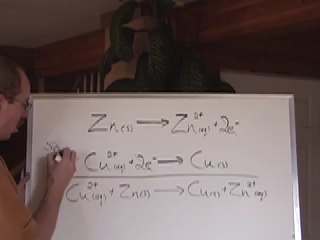 Zn(s) → Zn²⁺(aq) + 2e⁻
Cu²⁺(aq) + 2e⁻ → Cu(s)
Cu²⁺(aq) + Zn(s) → Cu(s) + Zn²⁺(aq)